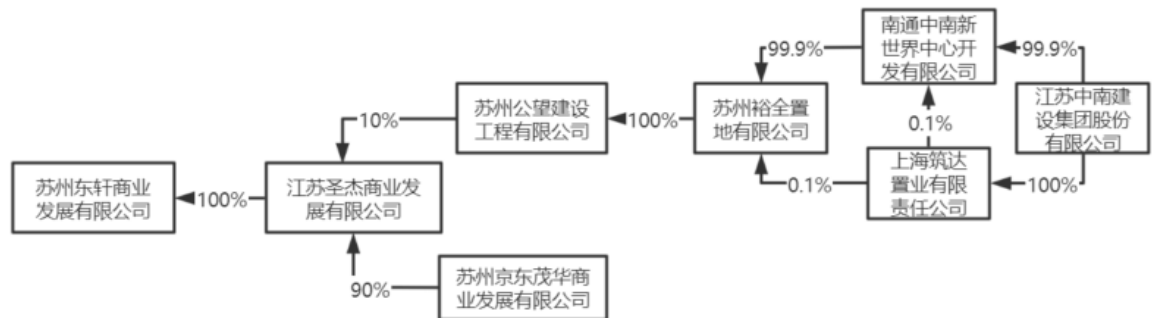 南通中南新
世界中心开
发有限公司
99.9%
99.9%
苏州公望建设
工程有限公司
苏州裕全置
地有限公司
江苏中南建
设集团股份
有限公司
10%
100%
0.1%
上海筑达
置业有限
责任公司
苏州东轩商业
发展有限公司
100%
江苏圣杰商业发
展有限公司
0.1%
100%
苏州京东茂华商
业发展有限公司
90%